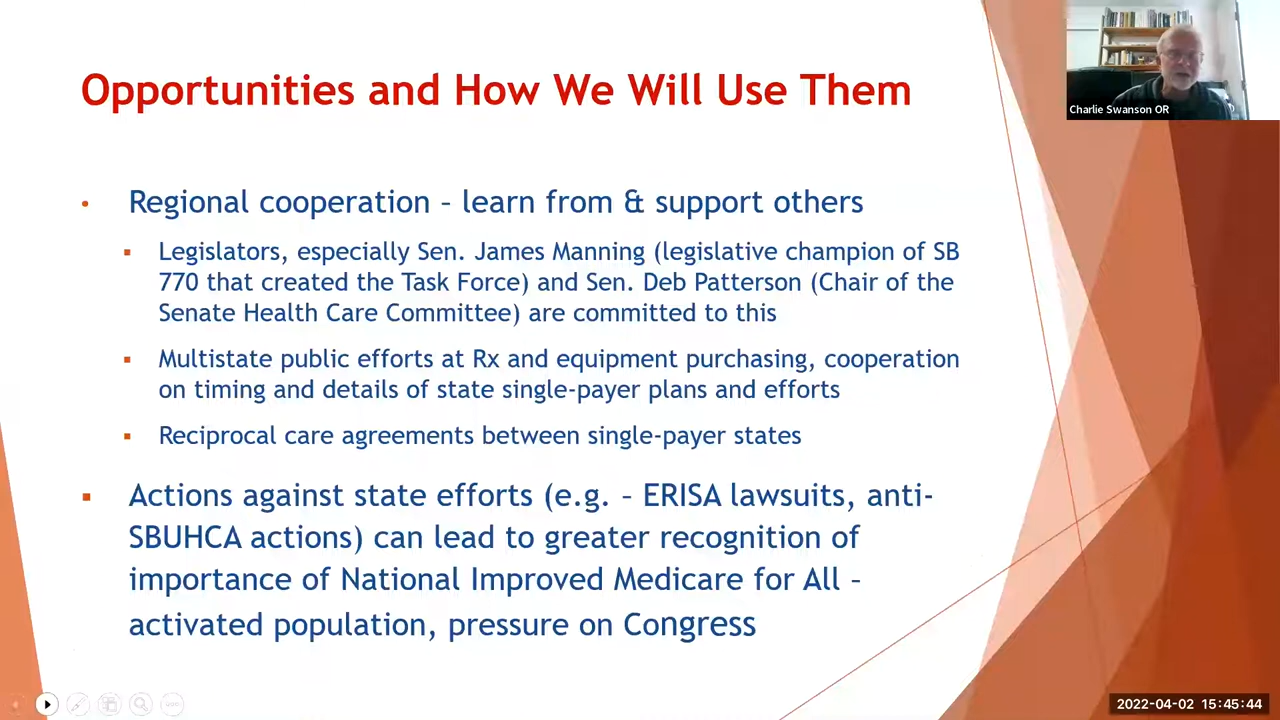 Opportunities and How We Will Use Them
Charlie Swanson OR
• Regional cooperation – learn from & support others
▪ Legislators, especially Sen. James Manning (legislative champion of SB
770 that created the Task Force) and Sen. Deb Patterson (Chair of the
Senate Health Care Committee) are committed to this
▪ Multistate public efforts at Rx and equipment purchasing, cooperation
on timing and details of state single-payer plans and efforts
▪ Reciprocal care agreements between single-payer states
▪ Actions against state efforts (e.g. – ERISA lawsuits, anti-
SBUHCA actions) can lead to greater recognition of
importance of National Improved Medicare for All –
activated population, pressure on Congress
2022-04-02 15:45:44